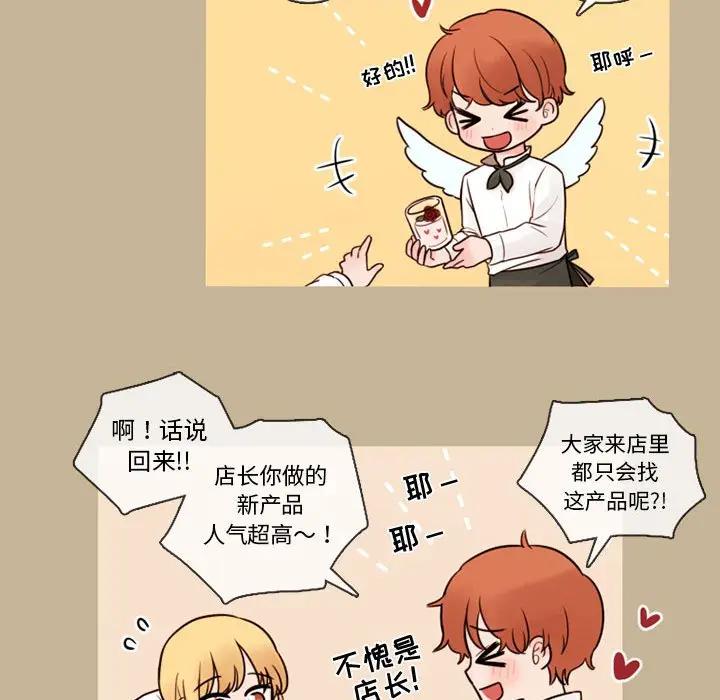 好的!!
耶呼–
啊！话说
回来!!
店长你做的
新产品
人气超高～！
大家来店里
都只会找
这产品呢?!
耶–
耶–
不愧是
店长!